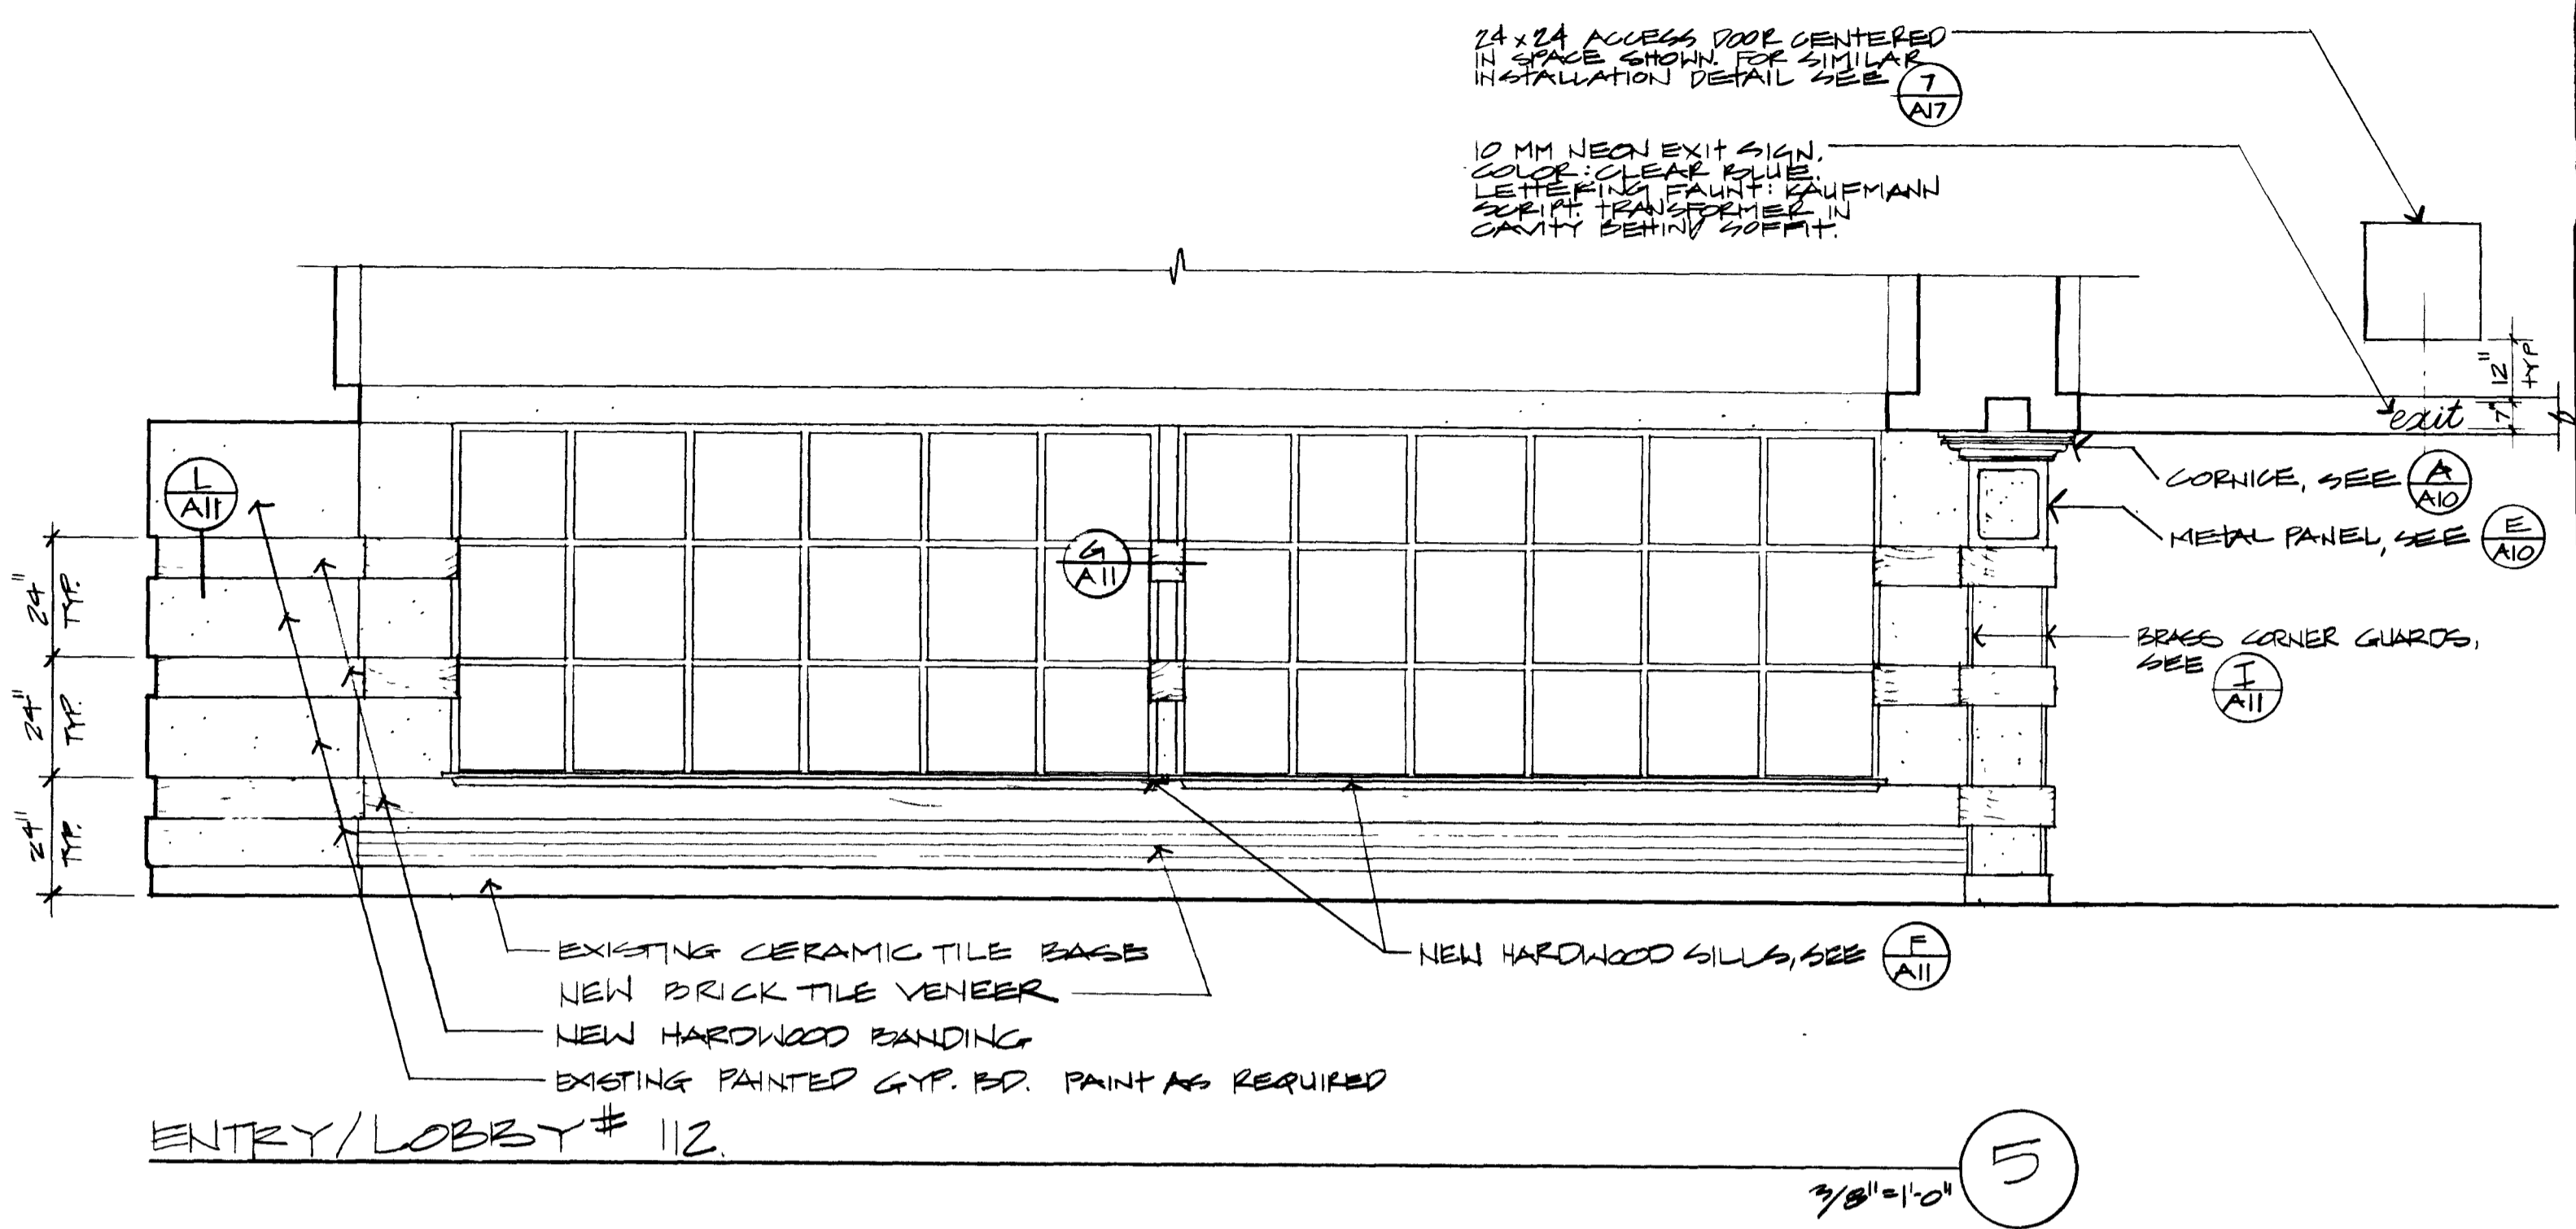 24 x 24 ACCESS DOOR CENTERED
IN SPACE SHOWN. FOR SIMILAR
INSTALLATION DETAIL SEE
7
A17
10 MM NEON EXIT SIGN.
COLOR: CLEAR BLUE.
LETTERING FAUNT: KAUFMANN
SCRIPT. TRANSFORMER IN
CAVITY BEHIND SOFFIT.
12"
TYP.
exit
7"
L
A11
CORNICE, SEE
A
A10
METAL PANEL, SEE
E
A10
G
A11
24"
TYP.
24"
TYP.
24"
TYP.
BRASS CORNER GUARDS,
SEE
I
A11
EXISTING CERAMIC TILE BASE
NEW BRICK TILE VENEER
NEW HARDWOOD BANDING
EXISTING PAINTED GYP. BD. PAINT AS REQUIRED
NEW HARDWOOD SILLS, SEE
F
A11
ENTRY/LOBBY # 112.
5
3/8"=1'-0"